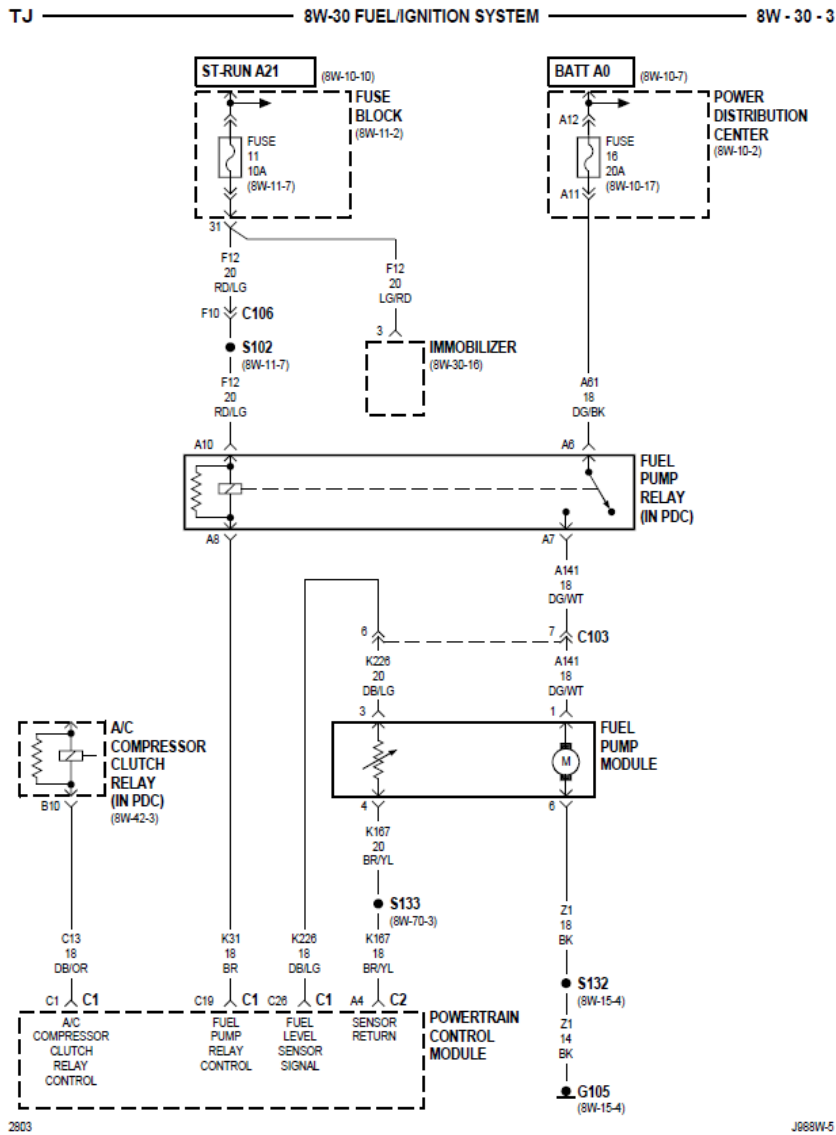 TJ 8W-30 FUEL/IGNITION SYSTEM 8W - 30 - 3
ST-RUN A21 (8W-10-10)
BATT A0 (8W-10-7)
FUSE
BLOCK
(8W-11-2)
FUSE
11
10A
(8W-11-7)
31
A12
FUSE
16
20A
(8W-10-17)
A11
POWER
DISTRIBUTION
CENTER
(8W-10-2)
F12
20
RD/LG
F10 C106
S102
(8W-11-7)
F12
20
RD/LG
F12
20
LG/RD
3
IMMOBILIZER
(8W-30-16)
A61
18
DG/BK
A10
A6
FUEL
PUMP
RELAY
(IN PDC)
A8
A7
A141
18
DG/WT
6
7 C103
K226
20
DB/LG
3
A141
18
DG/WT
1
A/C
COMPRESSOR
CLUTCH
RELAY
(IN PDC)
(8W-42-3)
B10
FUEL
PUMP
MODULE
M
4
6
K167
20
BR/YL
S133
(8W-70-3)
C13
18
DB/OR
K31
18
BR
K226
18
DB/LG
K167
18
BR/YL
Z1
18
BK
S132
(8W-15-4)
Z1
14
BK
G105
(8W-15-4)
C1 C1
C19 C1
C26 C1
A4 C2
A/C
COMPRESSOR
CLUTCH
RELAY
CONTROL
FUEL
PUMP
RELAY
CONTROL
FUEL
LEVEL
SENSOR
SIGNAL
SENSOR
RETURN
POWERTRAIN
CONTROL
MODULE
2803
J988W-5